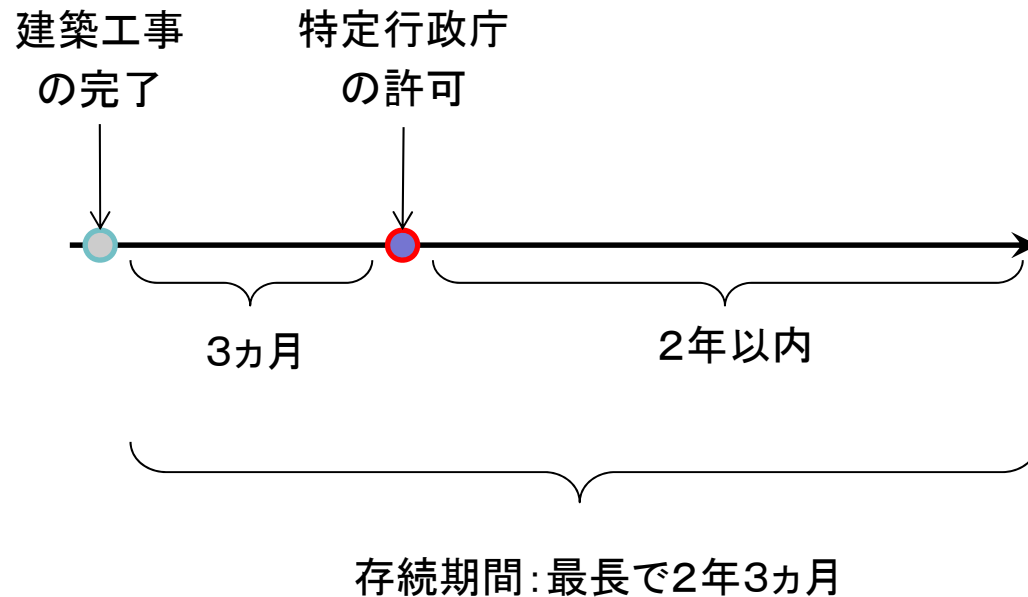 建築工事
の完了
特定行政庁
の許可
3ヵ月
2年以内
存続期間:最長で2年3ヵ月